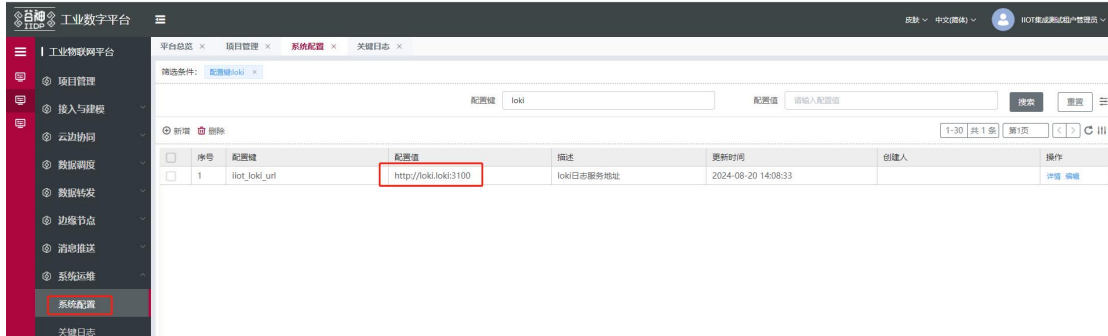 谷神 IIDP 工业数字平台
皮肤 中文(简体) IIOT集成测试租户管理员
工业物联网平台
平台总览 × 项目管理 × 系统配置 × 关键日志 ×
筛选条件: 配置键loki ×
项目管理
配置键 loki 配置值 请输入配置值 搜索 重置
接入与建模
新增 删除 1-30 共 1 条 第1页
云边协同
序号 配置键 配置值 描述 更新时间 创建人 操作
数据调度
1 iiot_loki_url http://loki.loki:3100 loki日志服务地址 2024-08-20 14:08:33 详情 编辑
数据转发
边缘节点
消息推送
系统运维
系统配置
关键日志